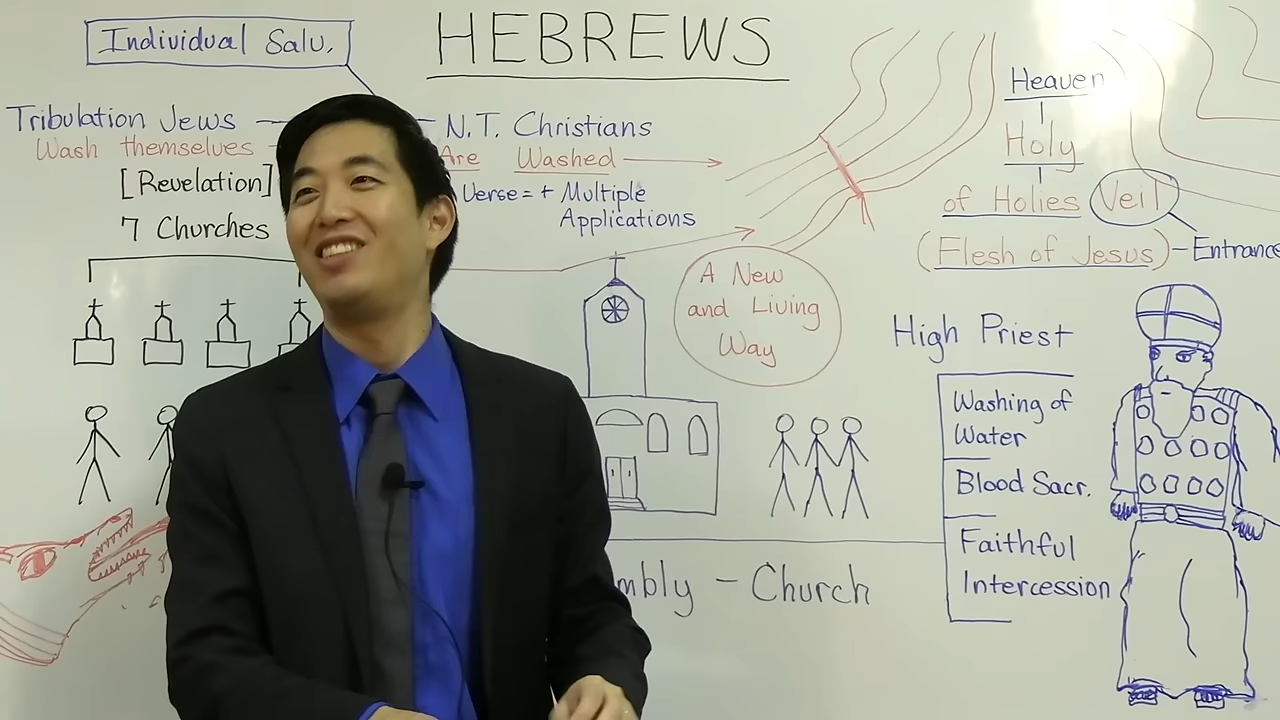 HEBREWS
Individual Salv.
Tribulation Jews
Wash themselves
[Revelation]
7 Churches
N.T. Christians
Are Washed
Verse = + Multiple
Applications
A New
and Living
Way
Heaven
Holy
of Holies
Veil
(Flesh of Jesus) - Entrance
High Priest
Washing of
Water
Blood Sacr.
Faithful
Intercession
mbly - Church